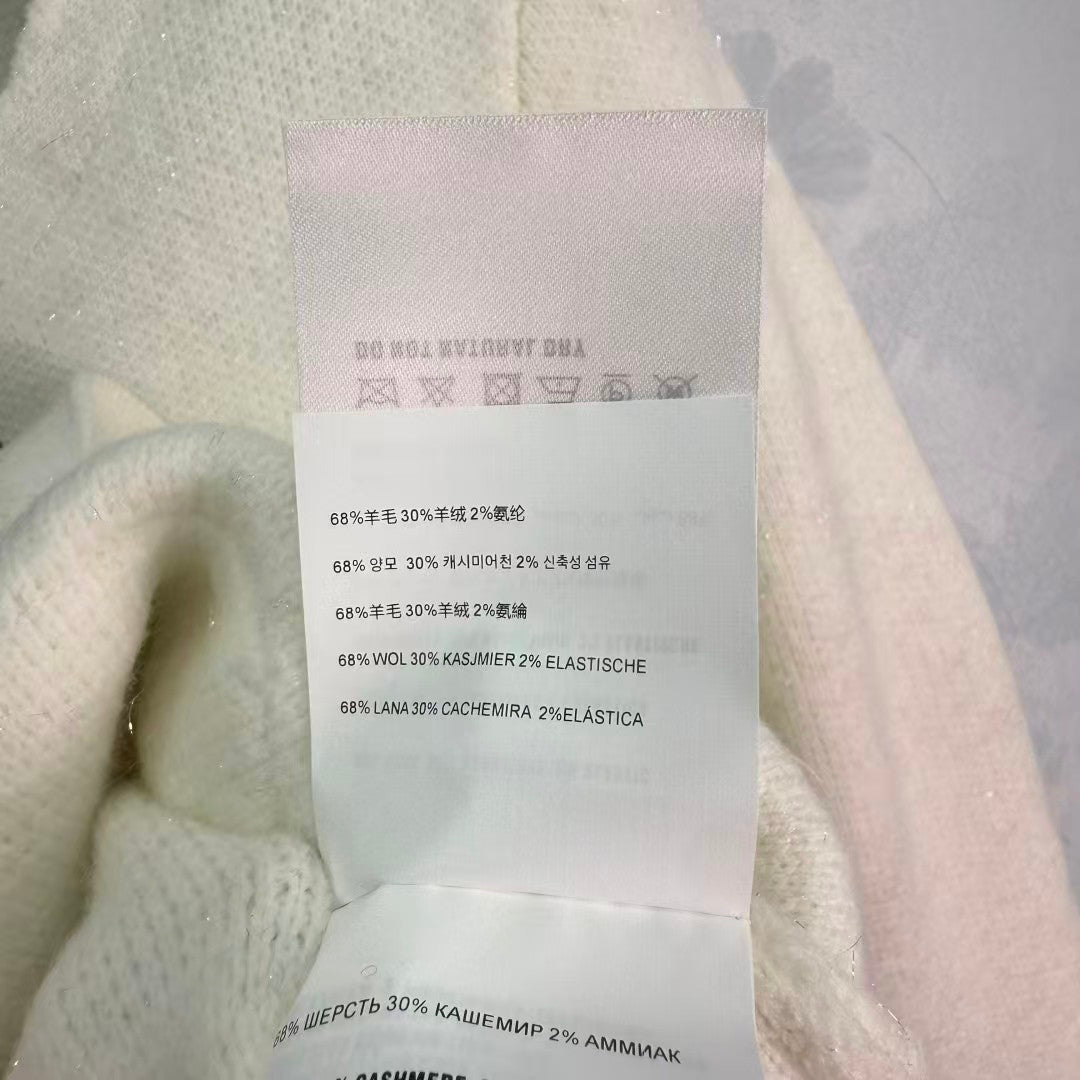 DO NOT NATURAL DRY
68%羊毛 30%羊绒 2%氨纶
68% 양모 30% 캐시미어천 2% 신축성 섬유
68%羊毛 30%羊絨 2%氨綸
68% WOL 30% KASJMIER 2% ELASTISCHE
68% LANA 30% CACHEMIRA 2%ELÁSTICA
68% ШЕРСТЬ 30% КАШЕМИР 2% АММИАК
CASHMERE